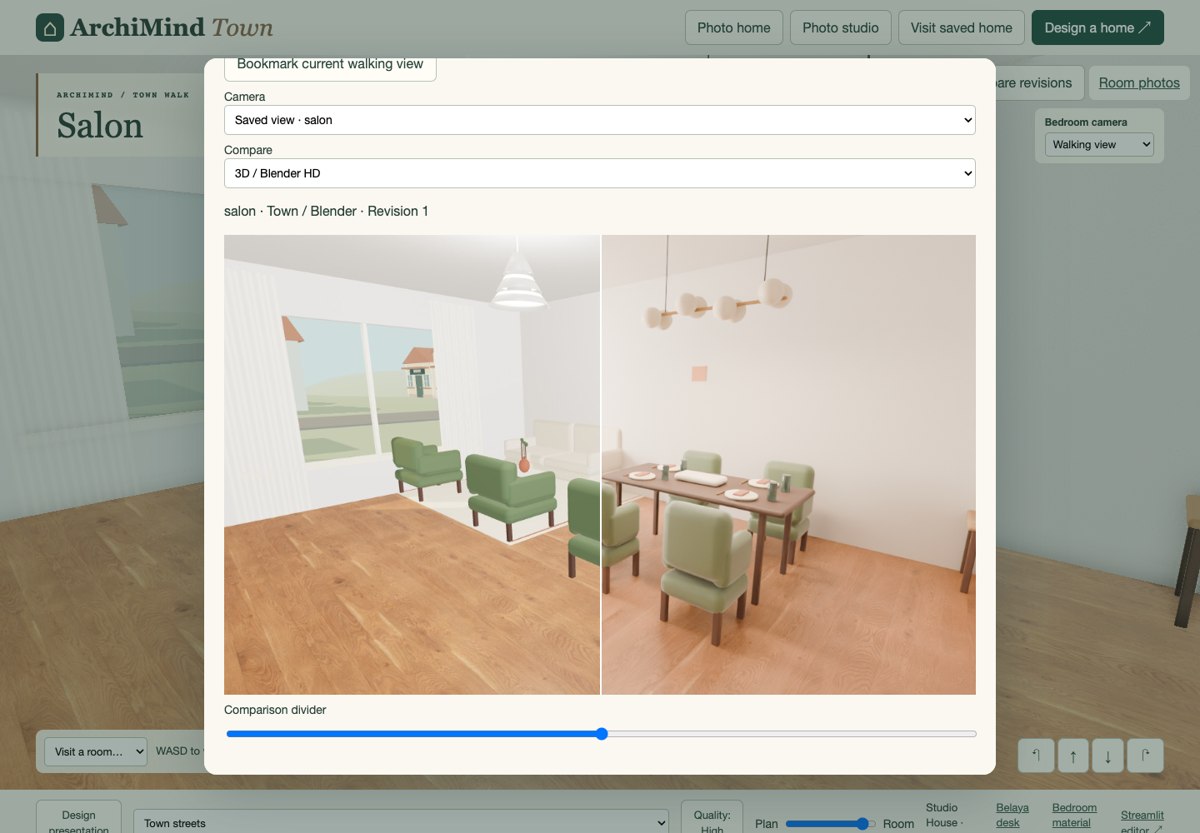 ArchiMind Town
Photo home
Photo studio
Visit saved home
Design a home ↗
ARCHIMIND / TOWN WALK
Salon
are revisions
Room photos
Bedroom camera
Walking view
Bookmark current walking view
Camera
Saved view · salon
Compare
3D / Blender HD
salon · Town / Blender · Revision 1
Comparison divider
Visit a room...
WASD to
Design
presentation
Town streets
Quality:
High
Plan
Room
Studio
House ·
Belaya
desk
Bedroom
material
Streamlit
editor ↗